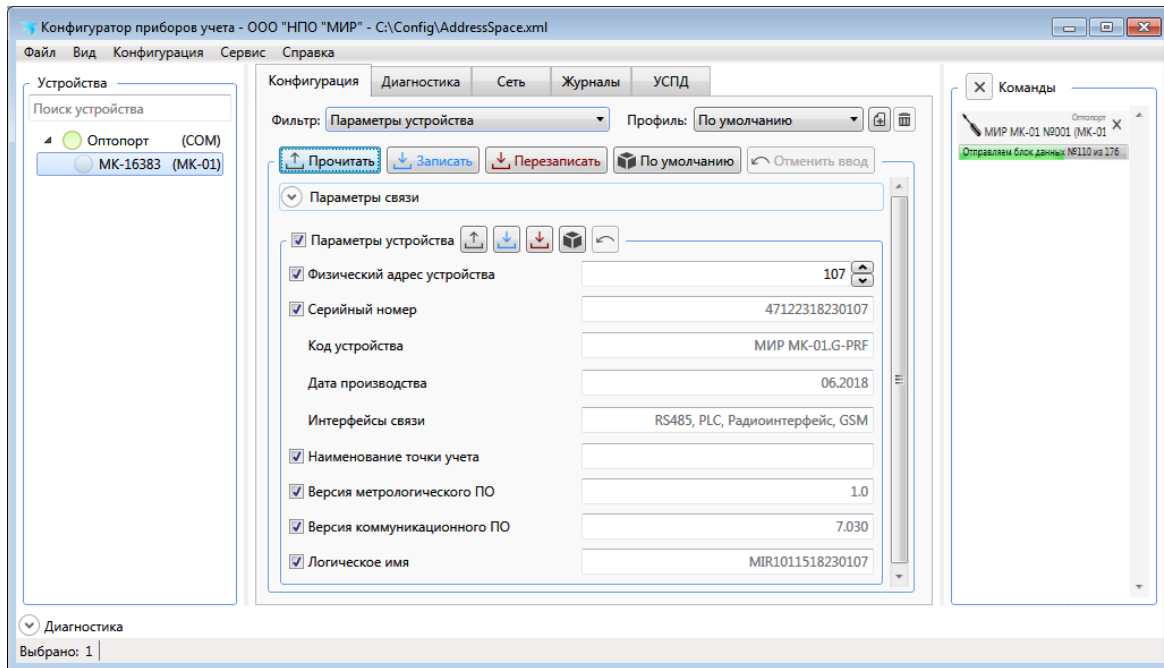 Конфигуратор приборов учета - ООО "НПО "МИР" - C:\Config\AddressSpace.xml
Файл Вид Конфигурация Сервис Справка
Устройства
Поиск устройства
Оптопорт (COM)
МК-16383 (МК-01)
Конфигурация Диагностика Сеть Журналы УСПД
Фильтр: Параметры устройства Профиль: По умолчанию
Прочитать Записать Перезаписать По умолчанию Отменить ввод
Параметры связи
Параметры устройства
Физический адрес устройства 107
Серийный номер 47122318230107
Код устройства МИР МК-01.G-PRF
Дата производства 06.2018
Интерфейсы связи RS485, PLC, Радиоинтерфейс, GSM
Наименование точки учета
Версия метрологического ПО 1.0
Версия коммуникационного ПО 7.030
Логическое имя MIR1011518230107
Команды
Оптопорт
МИР МК-01 №001 (МК-01
Отправляем блок данных №110 из 176
Диагностика
Выбрано: 1